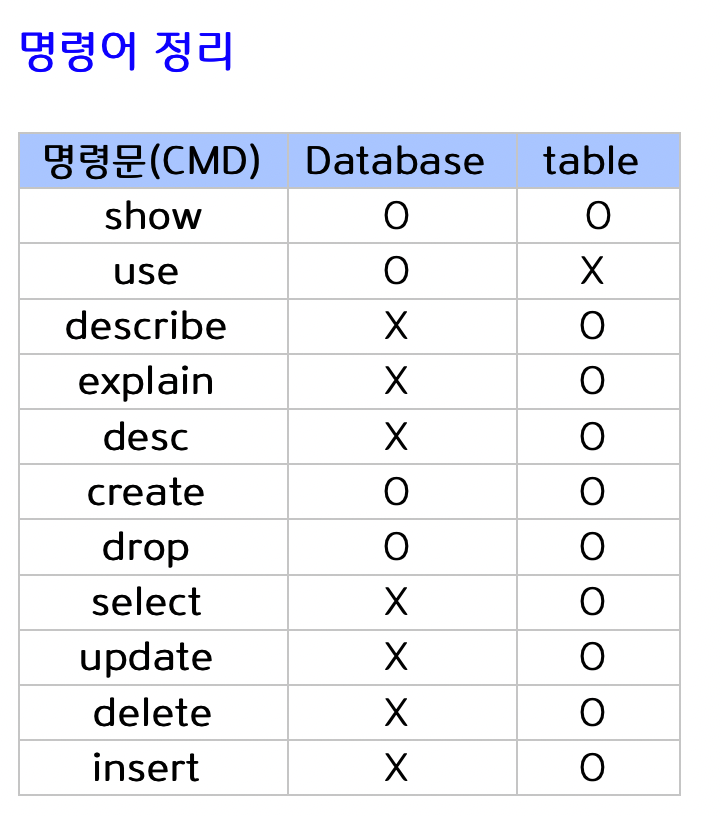 명령어 정리
명령문(CMD) Database table
show O O
use O X
describe X O
explain X O
desc X O
create O O
drop O O
select X O
update X O
delete X O
insert X O